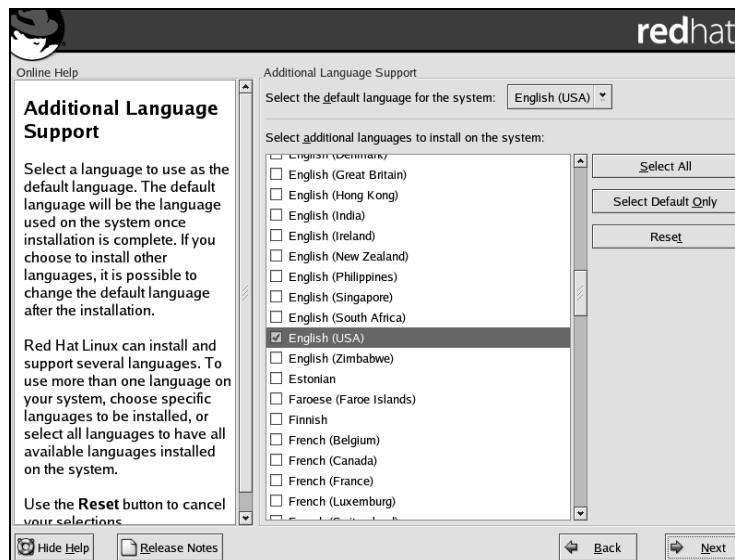 redhat
Online Help
Additional Language
Support
Select a language to use as the
default language. The default
language will be the language
used on the system once
installation is complete. If you
choose to install other
languages, it is possible to
change the default language
after the installation.
Red Hat Linux can install and
support several languages. To
use more than one language on
your system, choose specific
languages to be installed, or
select all languages to have all
available languages installed
on the system.
Use the Reset button to cancel
your selections.
Additional Language Support
Select the default language for the system: English (USA)
Select additional languages to install on the system:
English (Denmark)
English (Great Britain)
English (Hong Kong)
English (India)
English (Ireland)
English (New Zealand)
English (Philippines)
English (Singapore)
English (South Africa)
English (USA)
English (Zimbabwe)
Estonian
Faroese (Faroe Islands)
Finnish
French (Belgium)
French (Canada)
French (France)
French (Luxemburg)
French (Switzerland)
Select All
Select Default Only
Reset
Hide Help
Release Notes
Back
Next